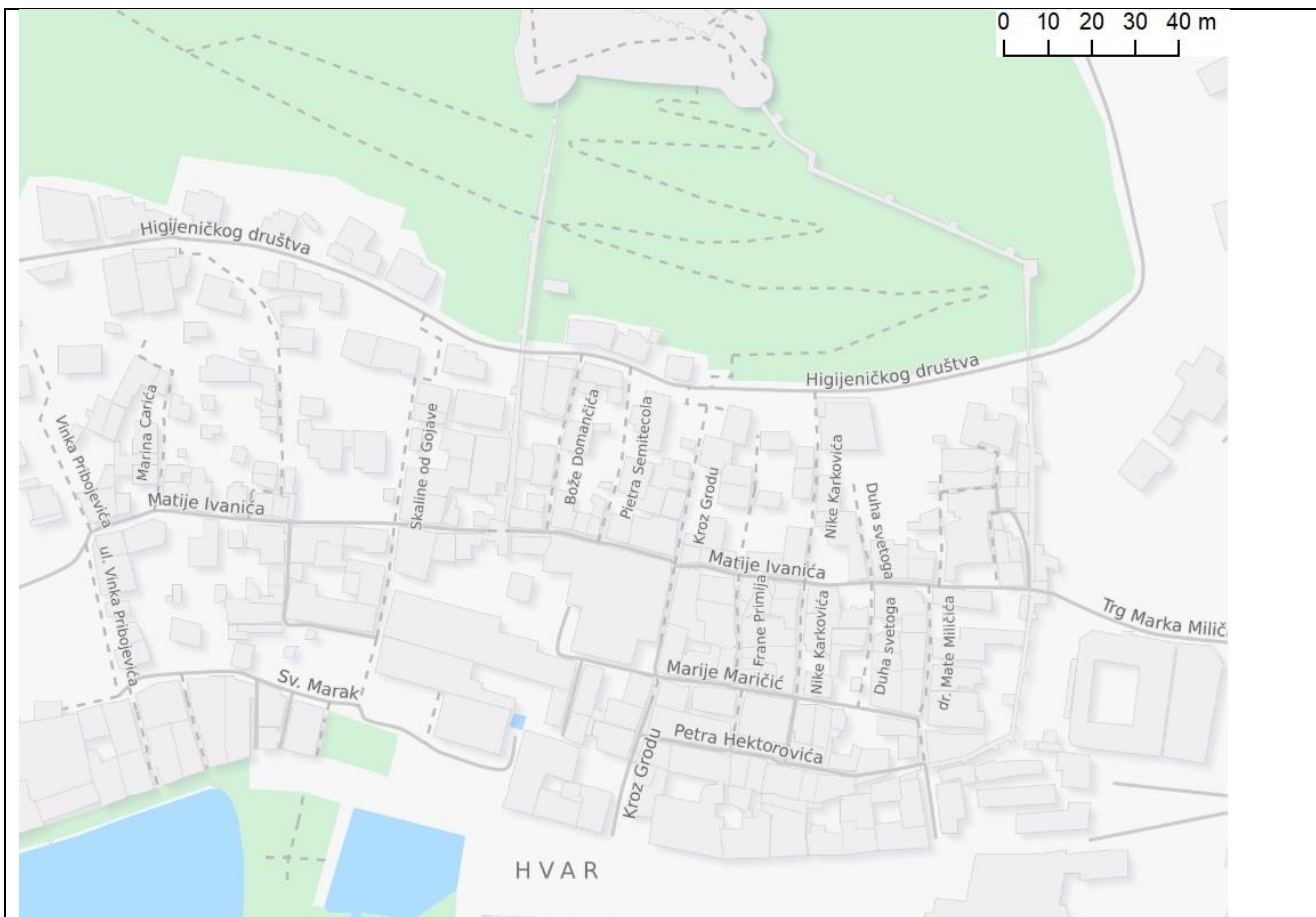 0 10 20 30 40 m
Higijeničkog društva
Higijeničkog društva
Vinka Pribojevića
Marina Carića
Skaline od Gojave
Bože Domančića
Pietra Semitecola
Kroz Grodu
Nike Karkovića
Duha svetoga
Matije Ivanića
Matije Ivanića
ul. Vinka Pribojevića
Frane Primija
Nike Karkovića
Duha svetoga
dr. Mate Miličića
Trg Marka Milič
Sv. Marak
Marije Maričić
Petra Hektorovića
Kroz Grodu
HVAR